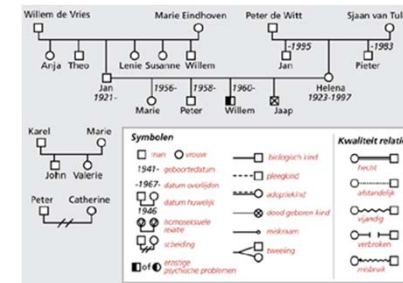 Willem de Vries
Marie Eindhoven
Peter de Witt
Sjaan van Tul
-1995
-1983
Anja
Theo
Lenie
Susanne
Willem
Jan
Pieter
Jan
1921-
1956-
1958-
1960-
Helena
1923-1997
Marie
Peter
Willem
Jaap
Karel
Marie
John
Valerie
Peter
Catherine
Symbolen
man
vrouw
1941- geboortedatum
-1967- datum overlijden
datum huwelijk
1946
homoseksuele
relatie
scheiding
of
ernstige
psychische problemen
biologisch kind
pleegkind
adoptiekind
dood geboren kind
miskraam
tweeling
Kwaliteit relatie
hecht
afstandelijk
vijandig
verbroken
misbruik